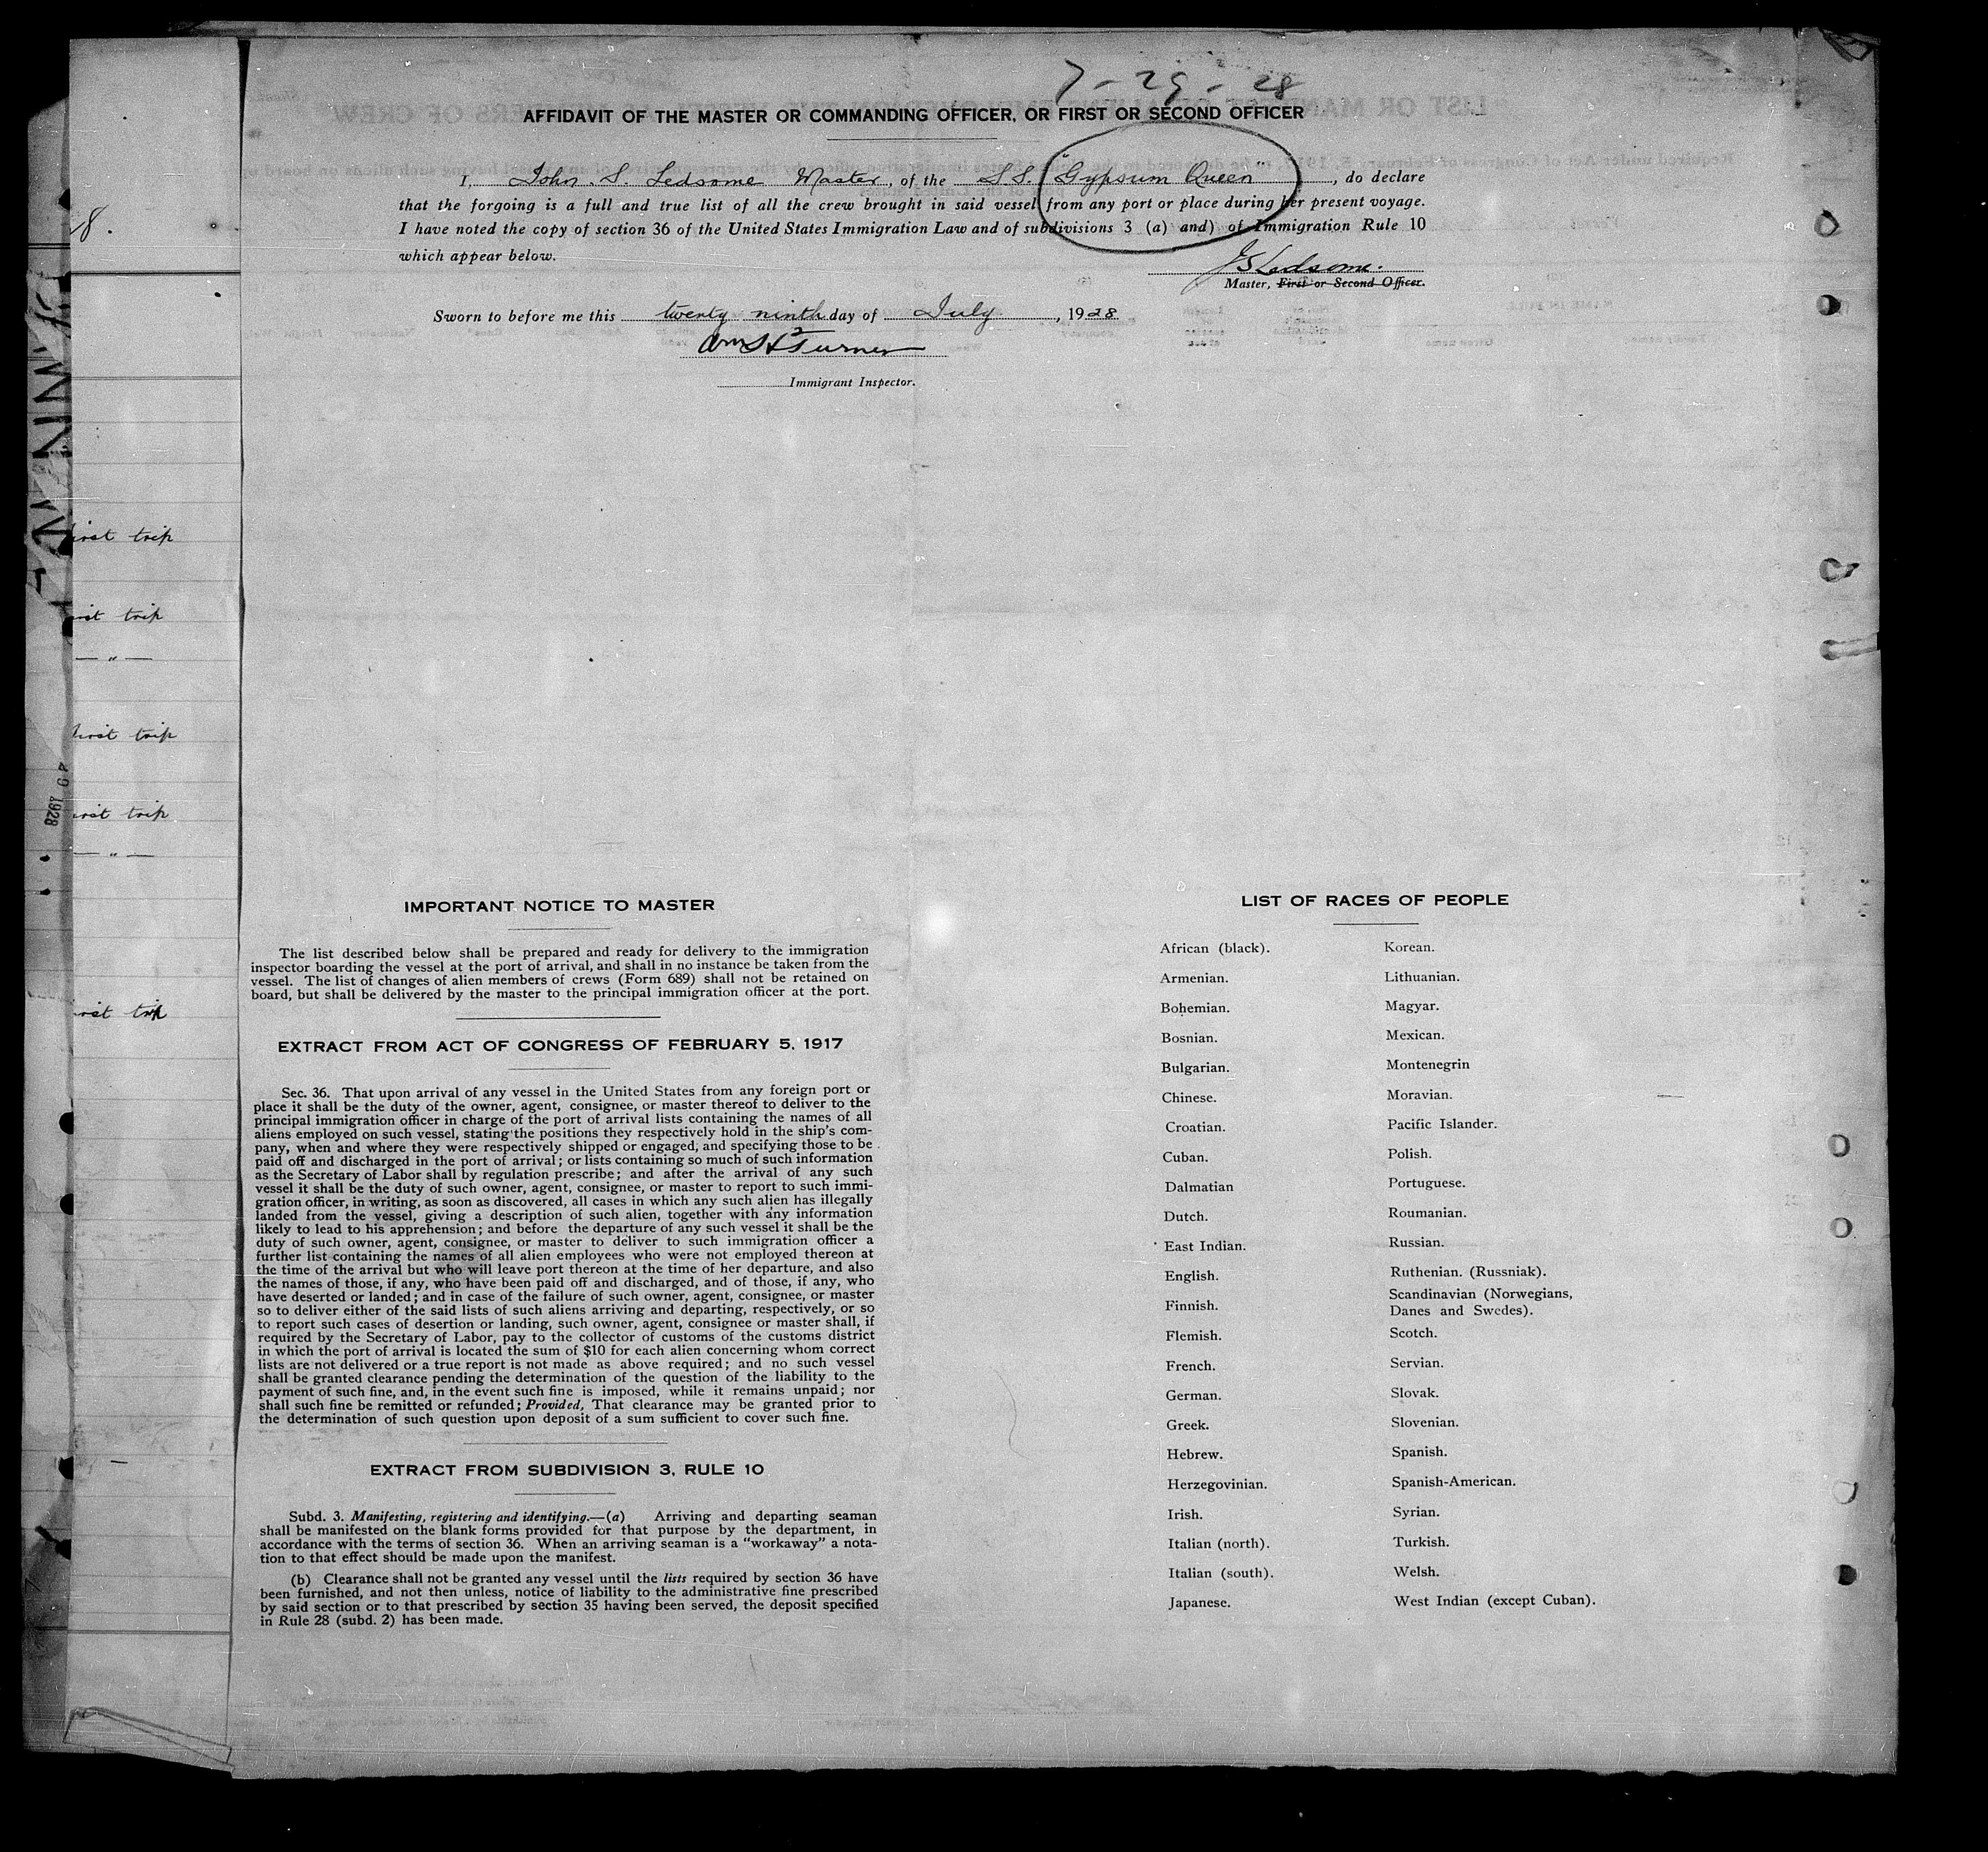 7-29-28
AFFIDAVIT OF THE MASTER OR COMMANDING OFFICER, OR FIRST OR SECOND OFFICER
I, John. S. Ledsome Master, of the S.S. "Gypsum Queen", do declare
that the forgoing is a full and true list of all the crew brought in said vessel from any port or place during her present voyage.
I have noted the copy of section 36 of the United States Immigration Law and of subdivisions 3 (a) and) of Immigration Rule 10
which appear below.
JS Ledsome.
Master, First or Second Officer.
Sworn to before me this twenty ninth day of July, 1928
Turner
Immigrant Inspector.
8.
first trip
first trip
— " —
first trip
first trip
— " —
first trip
1928
IMPORTANT NOTICE TO MASTER
The list described below shall be prepared and ready for delivery to the immigration
inspector boarding the vessel at the port of arrival, and shall in no instance be taken from the
vessel. The list of changes of alien members of crews (Form 689) shall not be retained on
board, but shall be delivered by the master to the principal immigration officer at the port.
EXTRACT FROM ACT OF CONGRESS OF FEBRUARY 5, 1917
Sec. 36. That upon arrival of any vessel in the United States from any foreign port or
place it shall be the duty of the owner, agent, consignee, or master thereof to deliver to the
principal immigration officer in charge of the port of arrival lists containing the names of all
aliens employed on such vessel, stating the positions they respectively hold in the ship's com-
pany, when and where they were respectively shipped or engaged, and specifying those to be
paid off and discharged in the port of arrival; or lists containing so much of such information
as the Secretary of Labor shall by regulation prescribe; and after the arrival of any such
vessel it shall be the duty of such owner, agent, consignee, or master to report to such immi-
gration officer, in writing, as soon as discovered, all cases in which any such alien has illegally
landed from the vessel, giving a description of such alien, together with any information
likely to lead to his apprehension; and before the departure of any such vessel it shall be the
duty of such owner, agent, consignee, or master to deliver to such immigration officer a
further list containing the names of all alien employees who were not employed thereon at
the time of the arrival but who will leave port thereon at the time of her departure, and also
the names of those, if any, who have been paid off and discharged, and of those, if any, who
have deserted or landed; and in case of the failure of such owner, agent, consignee, or master
so to deliver either of the said lists of such aliens arriving and departing, respectively, or so
to report such cases of desertion or landing, such owner, agent, consignee or master shall, if
required by the Secretary of Labor, pay to the collector of customs of the customs district
in which the port of arrival is located the sum of $10 for each alien concerning whom correct
lists are not delivered or a true report is not made as above required; and no such vessel
shall be granted clearance pending the determination of the question of the liability to the
payment of such fine, and, in the event such fine is imposed, while it remains unpaid; nor
shall such fine be remitted or refunded; Provided, That clearance may be granted prior to
the determination of such question upon deposit of a sum sufficient to cover such fine.
EXTRACT FROM SUBDIVISION 3, RULE 10
Subd. 3. Manifesting, registering and identifying.—(a) Arriving and departing seaman
shall be manifested on the blank forms provided for that purpose by the department, in
accordance with the terms of section 36. When an arriving seaman is a "workaway" a nota-
tion to that effect should be made upon the manifest.
(b) Clearance shall not be granted any vessel until the lists required by section 36 have
been furnished, and not then unless, notice of liability to the administrative fine prescribed
by said section or to that prescribed by section 35 having been served, the deposit specified
in Rule 28 (subd. 2) has been made.
LIST OF RACES OF PEOPLE
African (black).
Armenian.
Bohemian.
Bosnian.
Bulgarian.
Chinese.
Croatian.
Cuban.
Dalmatian
Dutch.
East Indian.
English.
Finnish.
Flemish.
French.
German.
Greek.
Hebrew.
Herzegovinian.
Irish.
Italian (north).
Italian (south).
Japanese.
Korean.
Lithuanian.
Magyar.
Mexican.
Montenegrin
Moravian.
Pacific Islander.
Polish.
Portuguese.
Roumanian.
Russian.
Ruthenian. (Russniak).
Scandinavian (Norwegians,
Danes and Swedes).
Scotch.
Servian.
Slovak.
Slovenian.
Spanish.
Spanish-American.
Syrian.
Turkish.
Welsh.
West Indian (except Cuban).